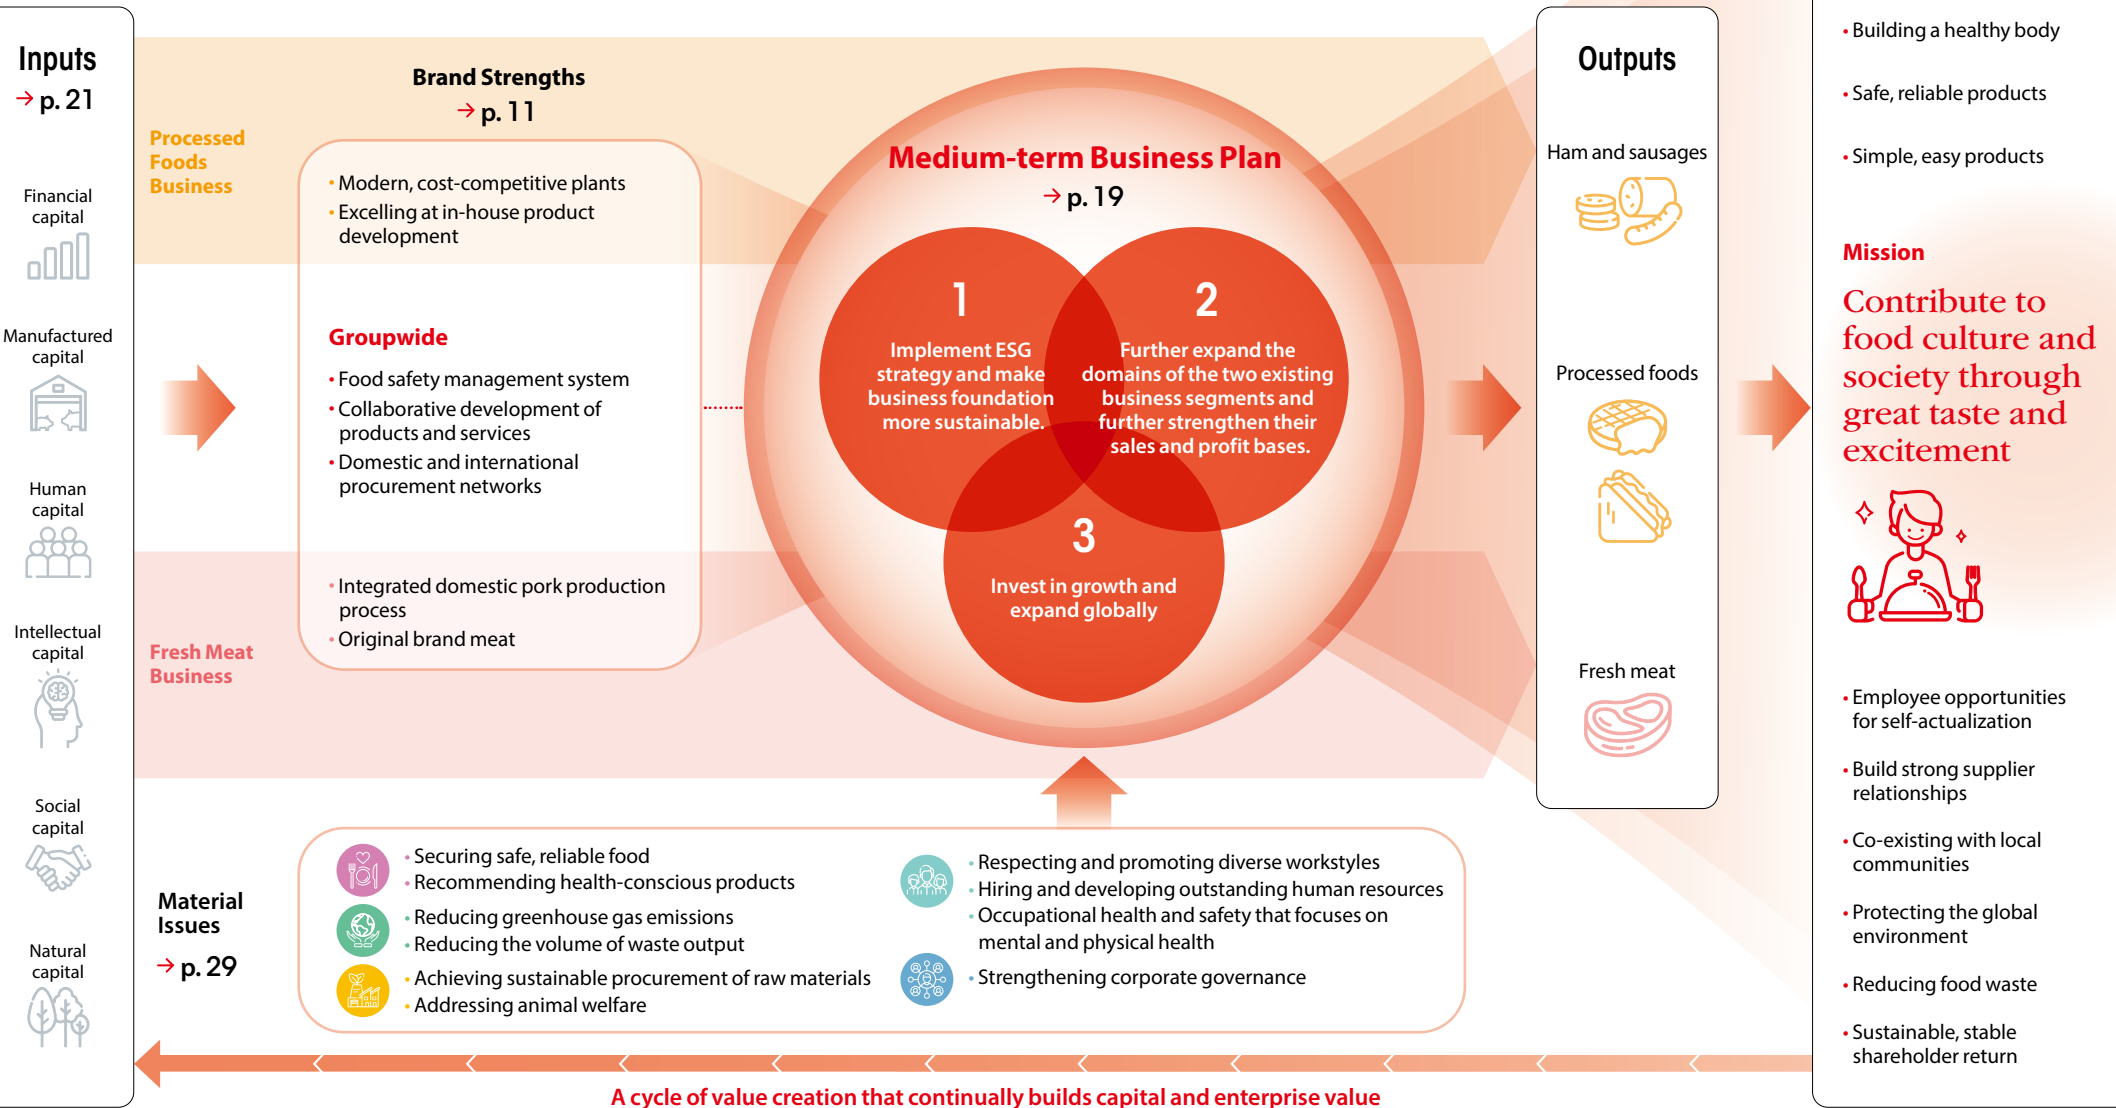 Inputs
→ p. 21
Financial
capital
Manufactured
capital
Human
capital
Intellectual
capital
Social
capital
Natural
capital
Brand Strengths
→ p. 11
Processed
Foods
Business
• Modern, cost-competitive plants
• Excelling at in-house product
development
Groupwide
• Food safety management system
• Collaborative development of
products and services
• Domestic and international
procurement networks
• Integrated domestic pork production
process
• Original brand meat
Fresh Meat
Business
Medium-term Business Plan
→ p. 19
1
Implement ESG
strategy and make
business foundation
more sustainable.
2
Further expand the
domains of the two existing
business segments and
further strengthen their
sales and profit bases.
3
Invest in growth and
expand globally
Material
Issues
→ p. 29
• Securing safe, reliable food
• Recommending health-conscious products
• Reducing greenhouse gas emissions
• Reducing the volume of waste output
• Achieving sustainable procurement of raw materials
• Addressing animal welfare
• Respecting and promoting diverse workstyles
• Hiring and developing outstanding human resources
• Occupational health and safety that focuses on
mental and physical health
• Strengthening corporate governance
Outputs
Ham and sausages
Processed foods
Fresh meat
• Building a healthy body
• Safe, reliable products
• Simple, easy products
Mission
Contribute to
food culture and
society through
great taste and
excitement
• Employee opportunities
for self-actualization
• Build strong supplier
relationships
• Co-existing with local
communities
• Protecting the global
environment
• Reducing food waste
• Sustainable, stable
shareholder return
A cycle of value creation that continually builds capital and enterprise value